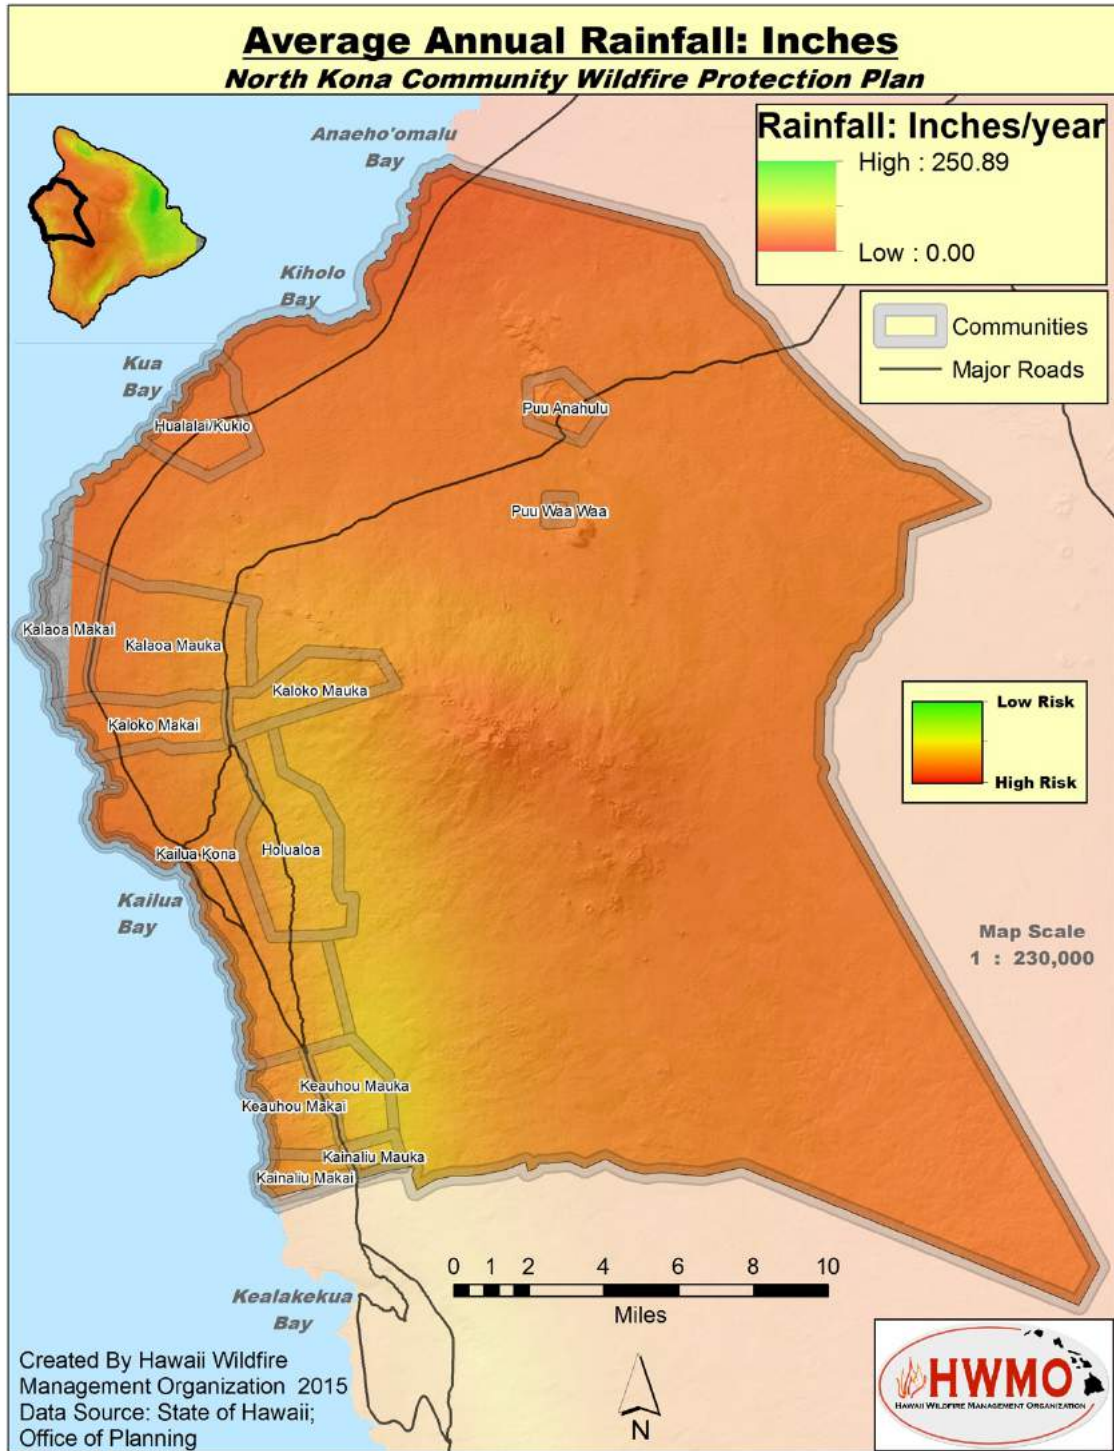 Average Annual Rainfall: Inches
North Kona Community Wildfire Protection Plan
Anaeho'omalu
Bay
Rainfall: Inches/year
High : 250.89
Low : 0.00
Kiholo
Bay
Communities
Major Roads
Kua
Bay
Puu Anahulu
Hualalai/Kukio
Puu Waa Waa
Kalaoa Makai
Kalaoa Mauka
Kaloko Mauka
Kaloko Makai
Low Risk
High Risk
Kailua Kona
Holualoa
Kailua
Bay
Map Scale
1 : 230,000
Keauhou Mauka
Keauhou Makai
Kainaliu Mauka
Kainaliu Makai
0 1 2 4 6 8 10
Miles
Kealakekua
Bay
N
Created By Hawaii Wildfire
Management Organization 2015
Data Source: State of Hawaii;
Office of Planning
HWMO
HAWAII WILDFIRE MANAGEMENT ORGANIZATION